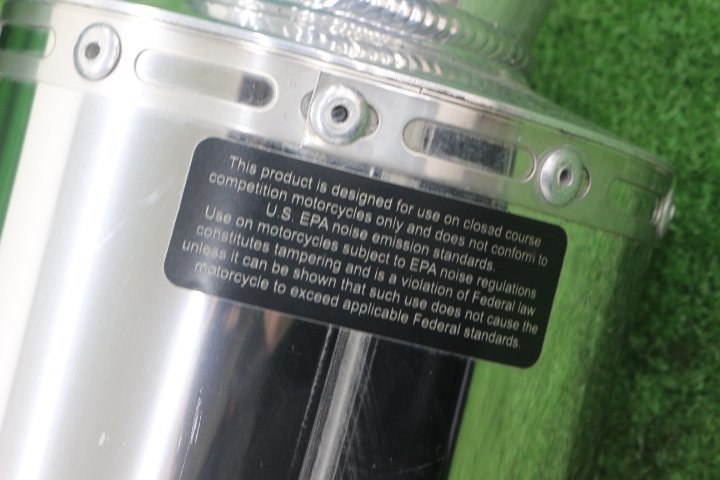 This product is designed for use on closed course
competition motorcycles only and does not conform to
U.S. EPA noise emission standards.
Use on motorcycles subject to EPA noise regulations
constitutes tampering and is a violation of Federal law
unless it can be shown that such use does not cause the
motorcycle to exceed applicable Federal standards.